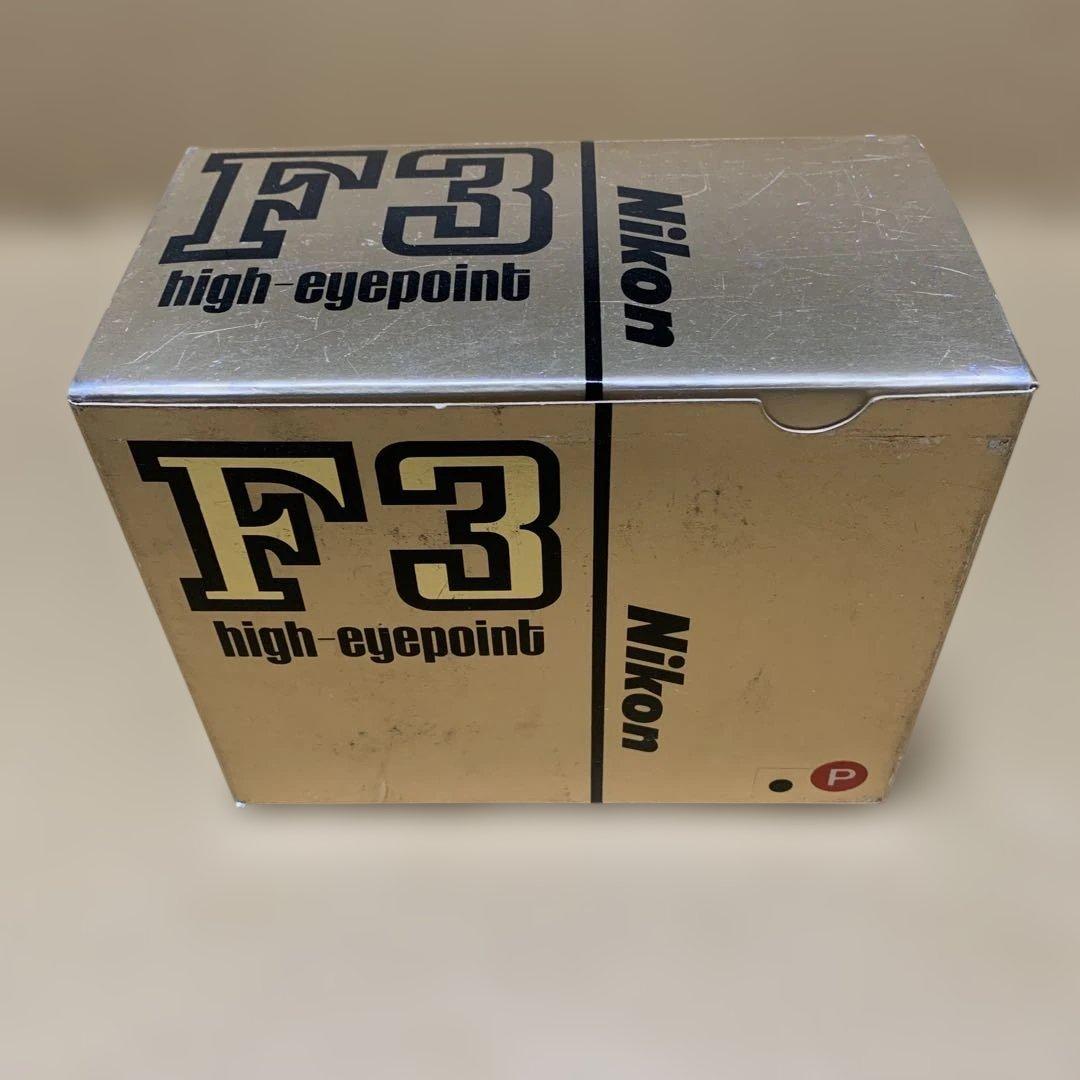 F3
high-eyepoint
Nikon
F3
high-eyepoint
Nikon
P